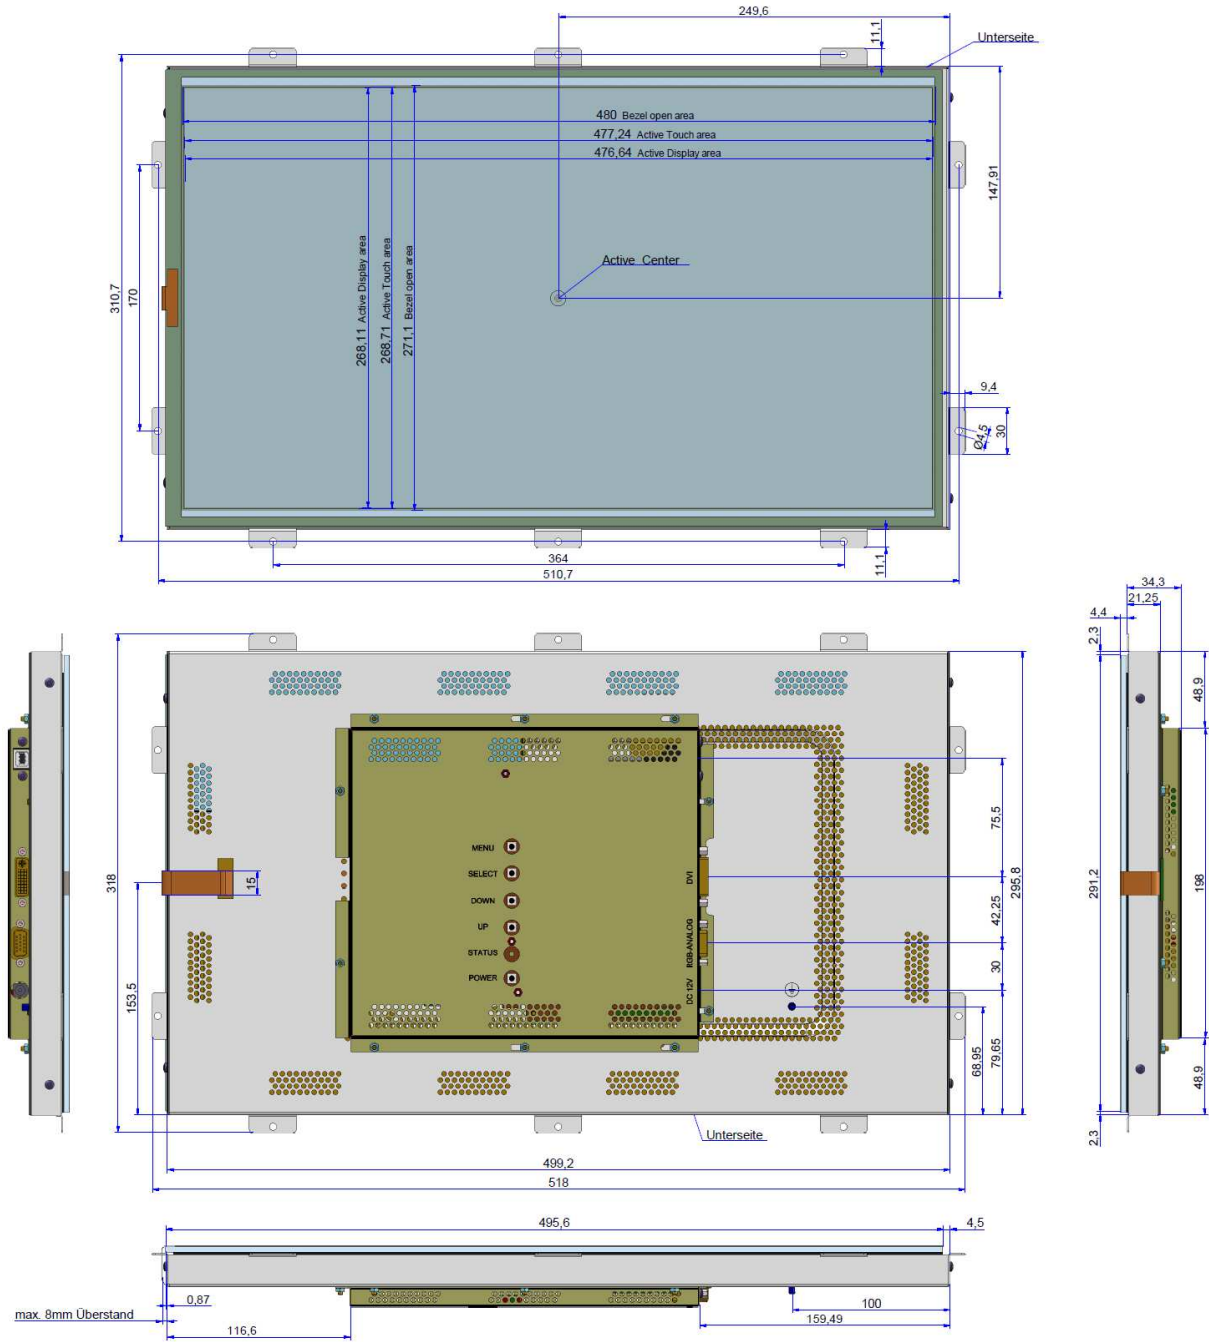 249,6
11,1
Unterseite
480 Bezel open area
477,24 Active Touch area
476,64 Active Display area
147,91
310,7
170
268,11 Active Display area
268,71 Active Touch area
271,1 Bezel open area
Active Center
9,4
Ø4,5
30
11,1
364
510,7
34,3
21,25
4,4
2,3
48,9
318
153,5
15
MENU
SELECT
DOWN
UP
STATUS
POWER
DVI
RGB-ANALOG
DC 12V
75,5
42,25
30
79,65
68,95
295,8
291,2
198
48,9
2,3
Unterseite
499,2
518
495,6
4,5
max. 8mm Überstand
0,87
116,6
100
159,49